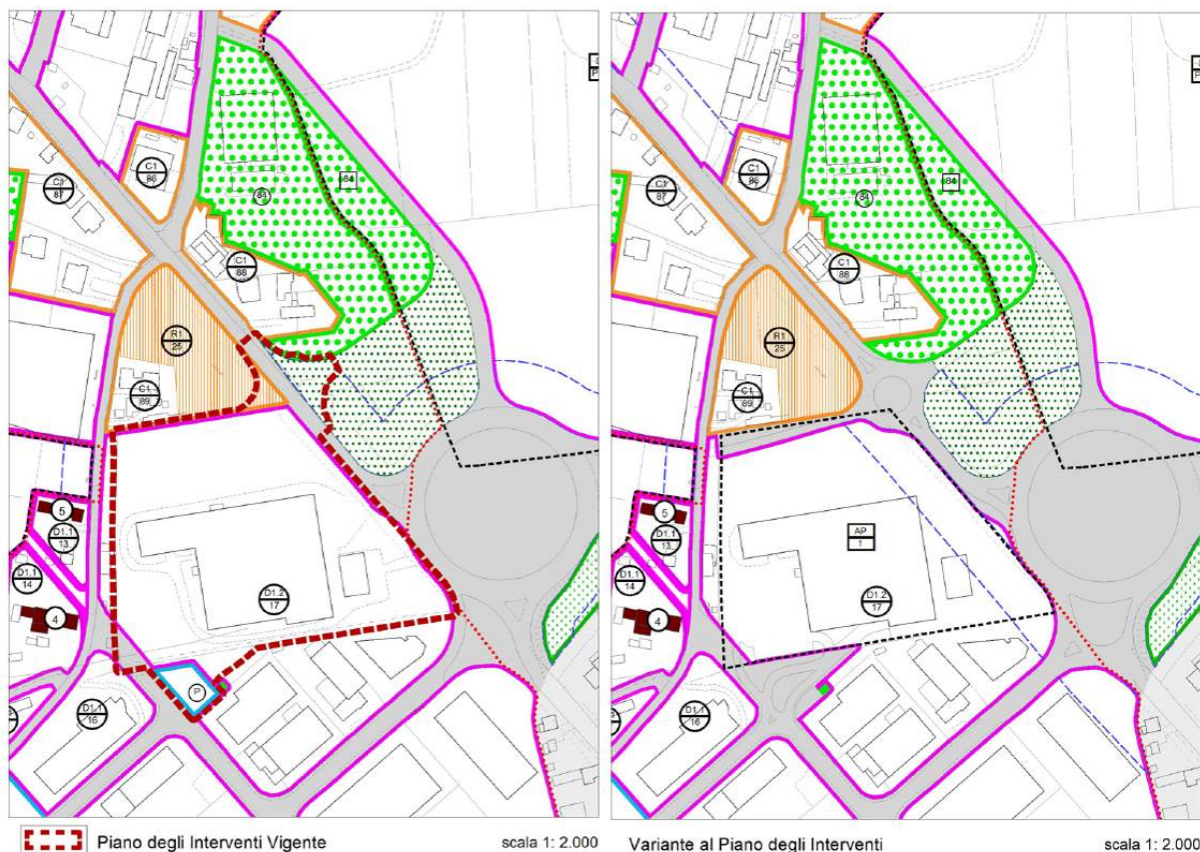 C1
86
C1
87
84
84
C1
88
R1
25
C1
89
5
D1.1
13
D1.1
14
4
D1.2
17
P
D1.1
16
Piano degli Interventi Vigente
scala 1: 2.000
C1
86
C1
87
84
84
C1
88
R1
25
C1
89
5
D1.1
13
D1.1
14
4
AP
1
D1.2
17
D1.1
16
Variante al Piano degli Interventi
scala 1: 2.000